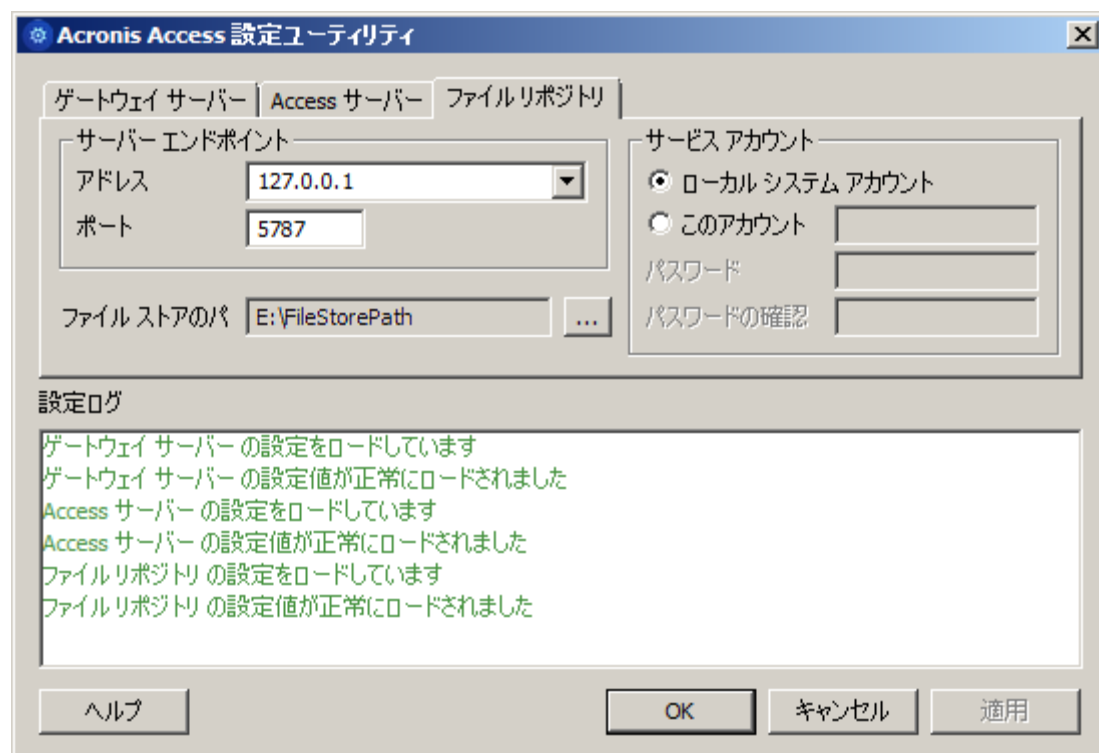 Acronis Access 設定ユーティリティ
ゲートウェイ サーバー
Access サーバー
ファイル リポジトリ
サーバー エンドポイント
アドレス
127.0.0.1
ポート
5787
ファイル ストアのパ
E:\FileStorePath
...
サービス アカウント
ローカル システム アカウント
このアカウント
パスワード
パスワードの確認
設定ログ
ゲートウェイ サーバー の設定をロードしています
ゲートウェイ サーバー の設定値が正常にロードされました
Access サーバー の設定をロードしています
Access サーバー の設定値が正常にロードされました
ファイル リポジトリ の設定をロードしています
ファイル リポジトリ の設定値が正常にロードされました
ヘルプ
OK
キャンセル
適用